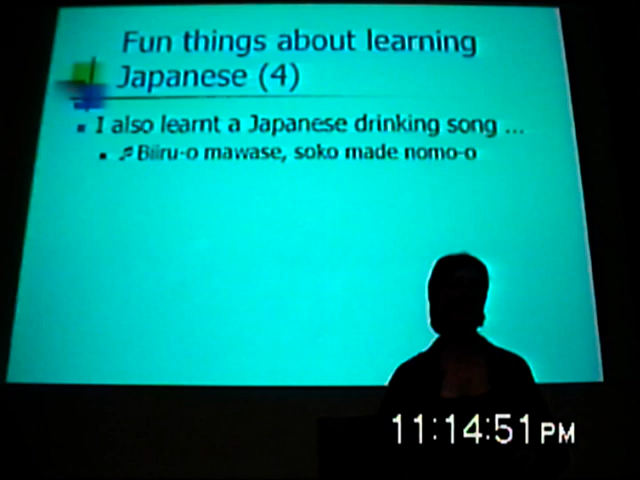 Fun things about learning
Japanese (4)
I also learnt a Japanese drinking song ...
♬Biiru-o mawase, soko made nomo-o
11:14:51 PM